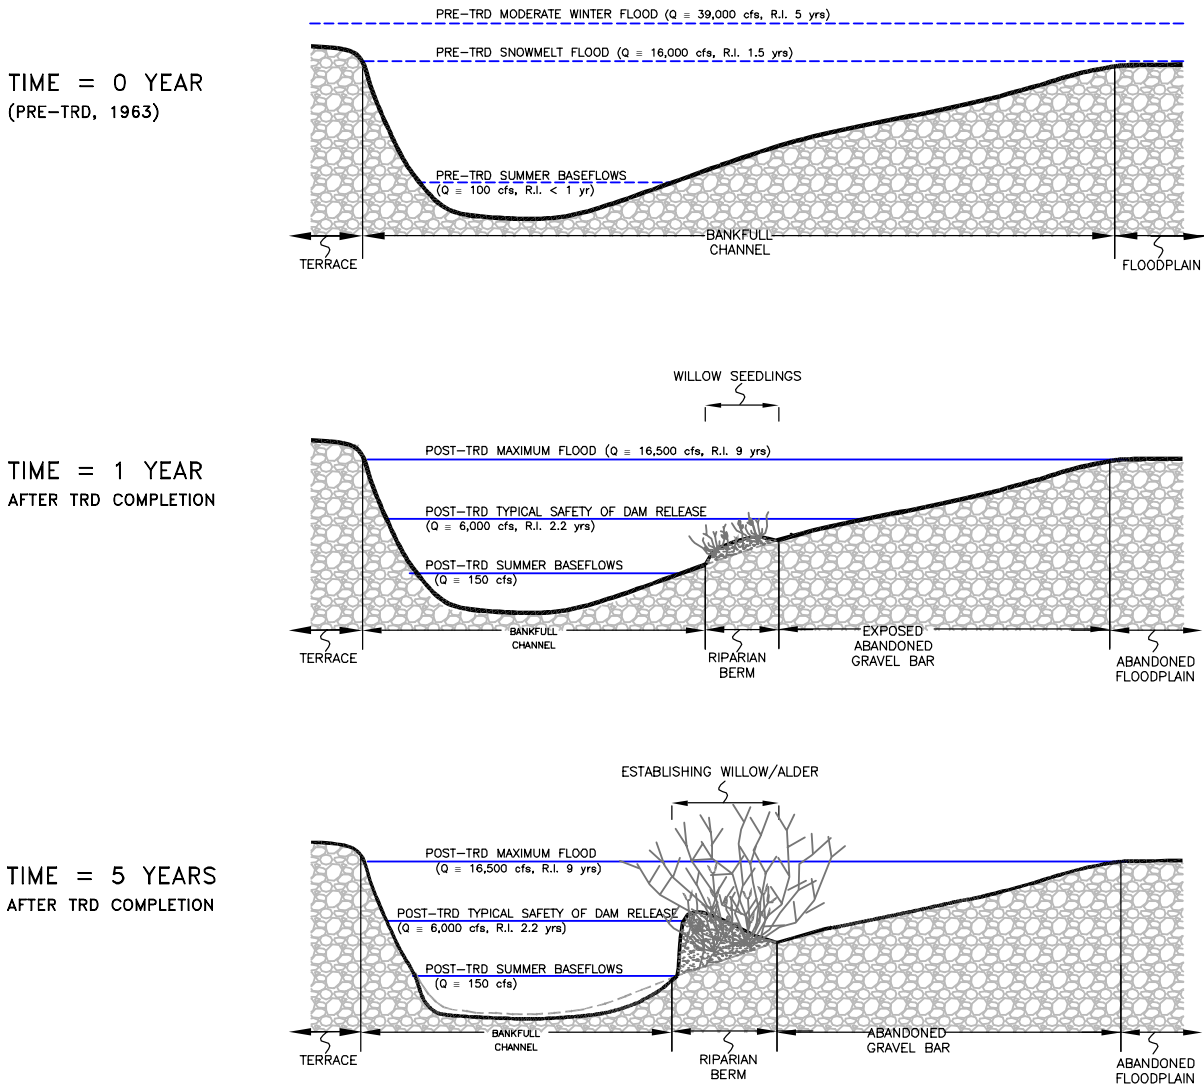 PRE-TRD MODERATE WINTER FLOOD (Q ≅ 39,000 cfs, R.I. 5 yrs)
PRE-TRD SNOWMELT FLOOD (Q ≅ 16,000 cfs, R.I. 1.5 yrs)
TIME = 0 YEAR
(PRE-TRD, 1963)
PRE-TRD SUMMER BASEFLOWS
(Q ≅ 100 cfs, R.I. < 1 yr)
TERRACE
BANKFULL
CHANNEL
FLOODPLAIN
WILLOW SEEDLINGS
TIME = 1 YEAR
AFTER TRD COMPLETION
POST-TRD MAXIMUM FLOOD (Q ≅ 16,500 cfs, R.I. 9 yrs)
POST-TRD TYPICAL SAFETY OF DAM RELEASE
(Q ≅ 6,000 cfs, R.I. 2.2 yrs)
POST-TRD SUMMER BASEFLOWS
(Q ≅ 150 cfs)
TERRACE
BANKFULL
CHANNEL
RIPARIAN
BERM
EXPOSED
ABANDONED
GRAVEL BAR
ABANDONED
FLOODPLAIN
ESTABLISHING WILLOW/ALDER
TIME = 5 YEARS
AFTER TRD COMPLETION
POST-TRD MAXIMUM FLOOD
(Q ≅ 16,500 cfs, R.I. 9 yrs)
POST-TRD TYPICAL SAFETY OF DAM RELEASE
(Q ≅ 6,000 cfs, R.I. 2.2 yrs)
POST-TRD SUMMER BASEFLOWS
(Q ≅ 150 cfs)
TERRACE
BANKFULL
CHANNEL
RIPARIAN
BERM
ABANDONED
GRAVEL BAR
ABANDONED
FLOODPLAIN